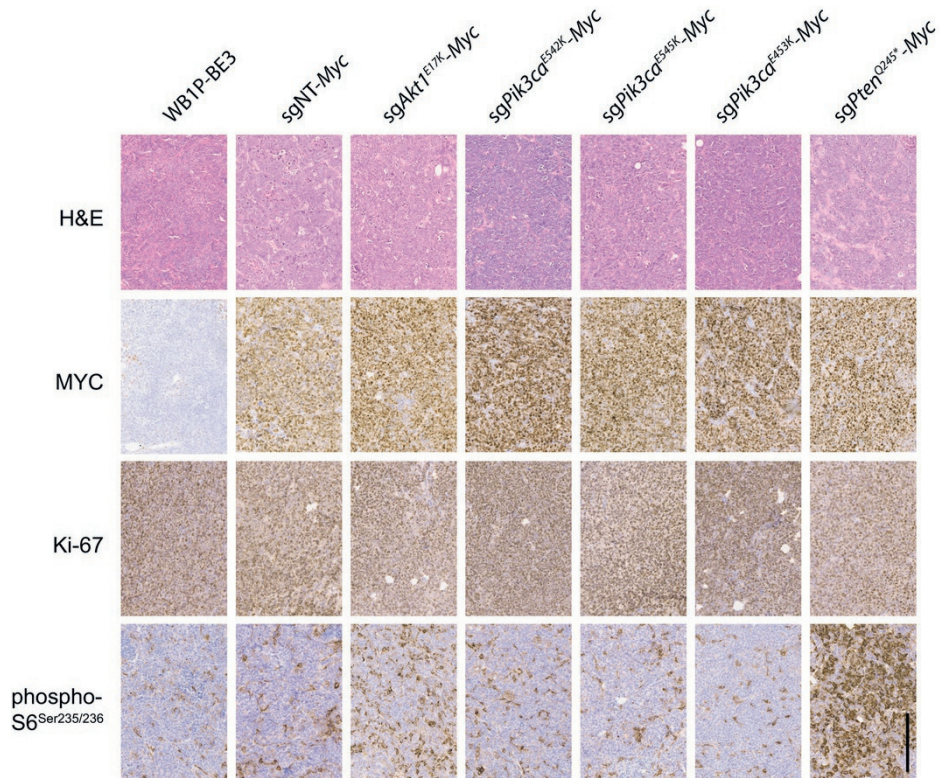 WB1P-BE3
sgNT-Myc
sgAkt1E17K-Myc
sgPik3caE542K-Myc
sgPik3caE545K-Myc
sgPik3caE453K-Myc
sgPtenQ245*-Myc
H&E
MYC
Ki-67
phospho-
S6Ser235/236